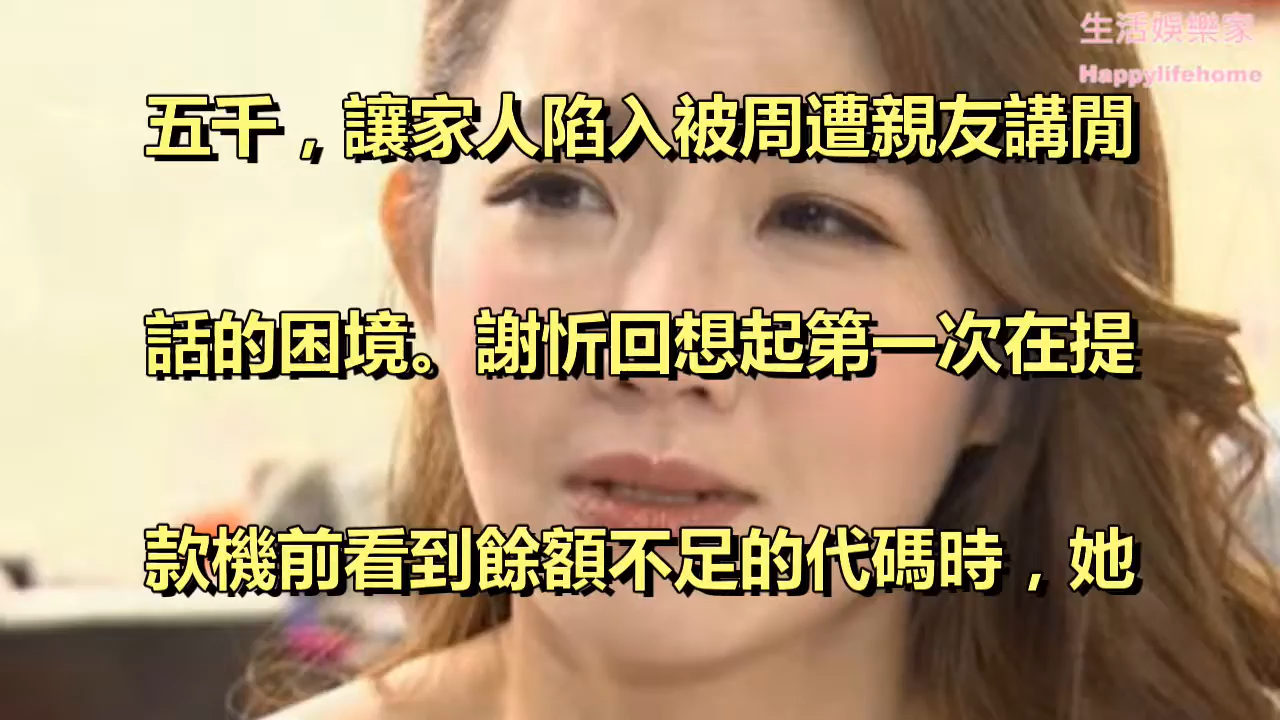 生活娛樂家
Happylifehome
五千，讓家人陷入被周遭親友講閒
話的困境。謝忻回想起第一次在提
款機前看到餘額不足的代碼時，她